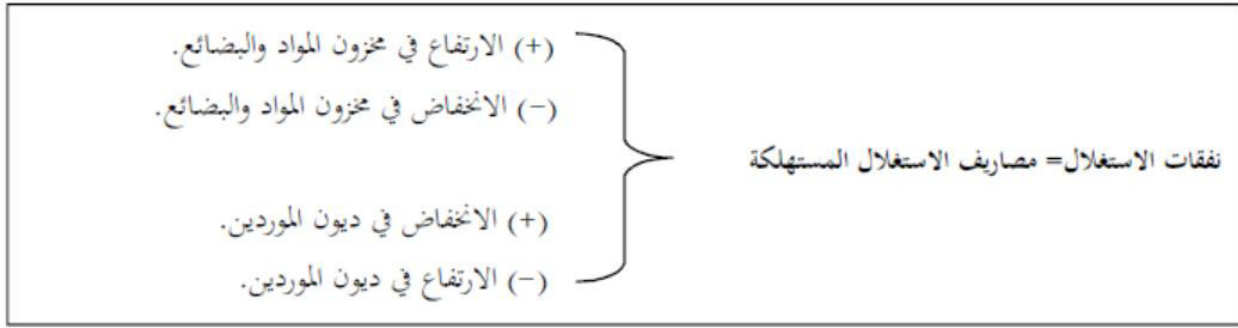 (+) الارتفاع في مخزون المواد والبضائع.
(−) الانخفاض في مخزون المواد والبضائع.
نفقات الاستغلال= مصاريف الاستغلال المستهلكة
(+) الانخفاض في ديون الموردين.
(−) الارتفاع في ديون الموردين.